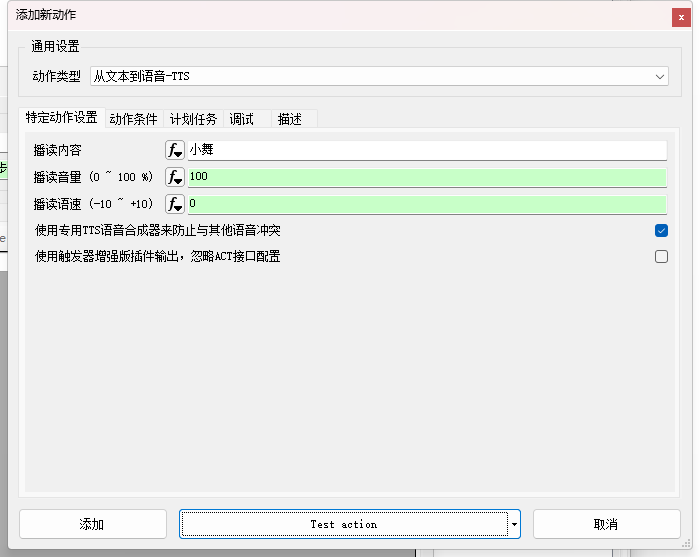 添加新动作
x
通用设置
动作类型 从文本到语音-TTS
特定动作设置 动作条件 计划任务 调试 描述
播读内容 f 小舞
播读音量 (0 ~ 100 %) f 100
播读语速 (-10 ~ +10) f 0
使用专用TTS语音合成器来防止与其他语音冲突
使用触发器增强版插件输出，忽略ACT接口配置
添加 Test action 取消